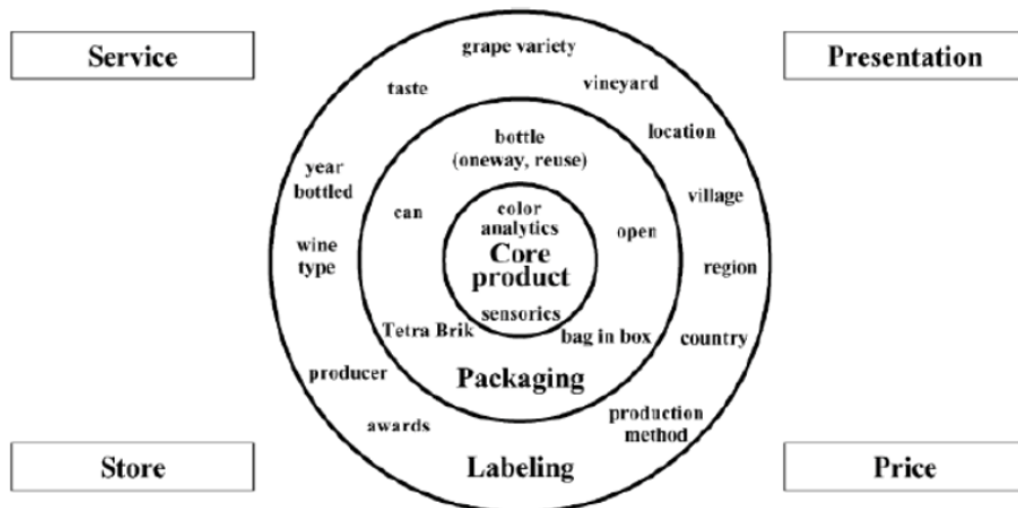 grape variety
Service
Presentation
taste
vineyard
location
bottle
(oneway, reuse)
year
bottled
village
can
color
analytics
open
wine
type
Core
product
region
sensorics
Tetra Brik
bag in box
country
producer
Packaging
production
method
awards
Store
Labeling
Price